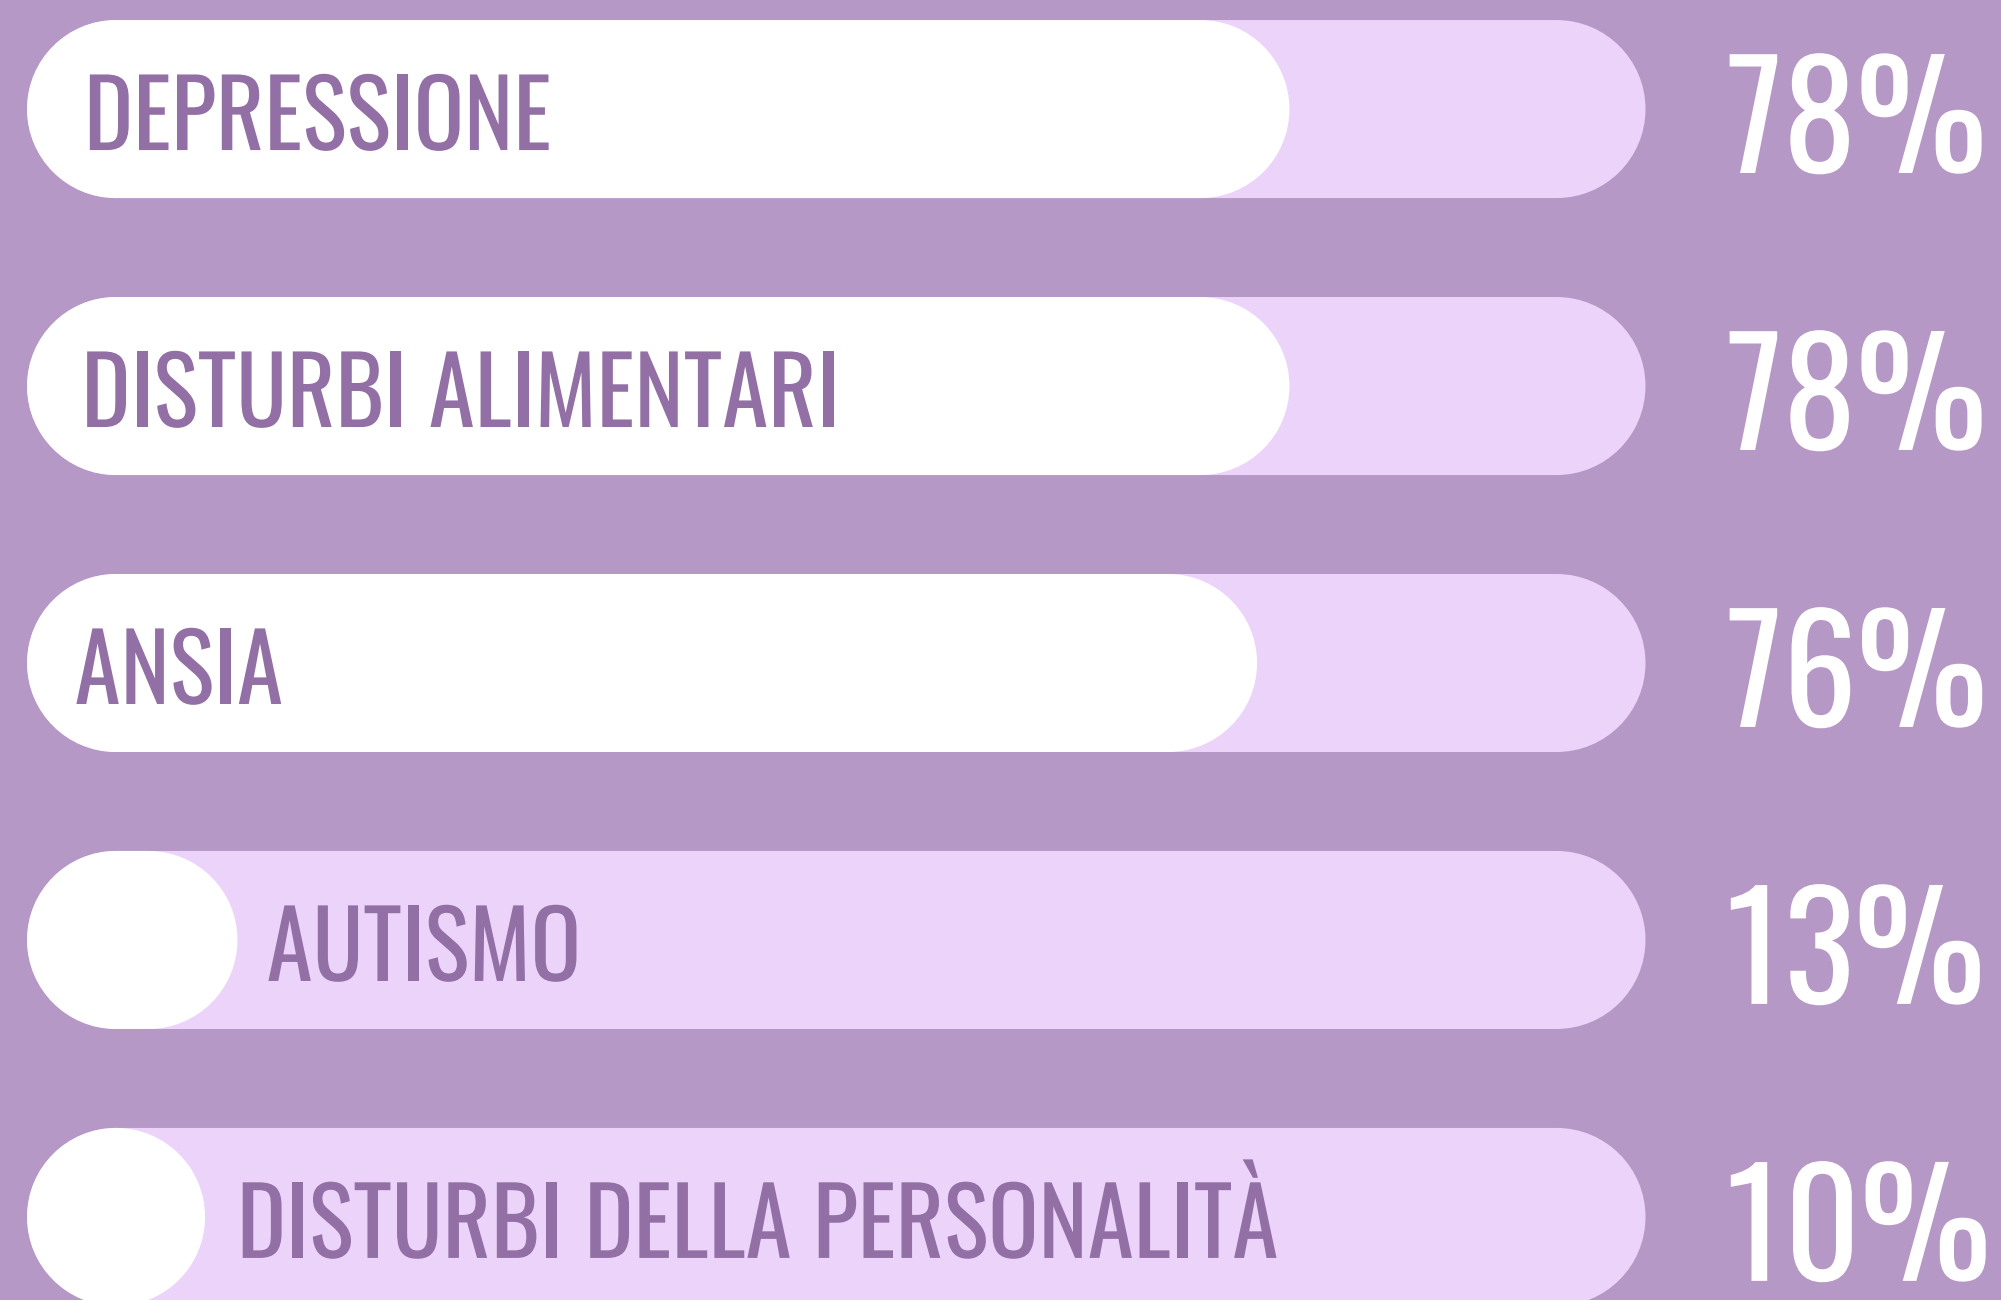 DEPRESSIONE 78%
DISTURBI ALIMENTARI 78%
ANSIA 76%
AUTISMO 13%
DISTURBI DELLA PERSONALITÀ 10%